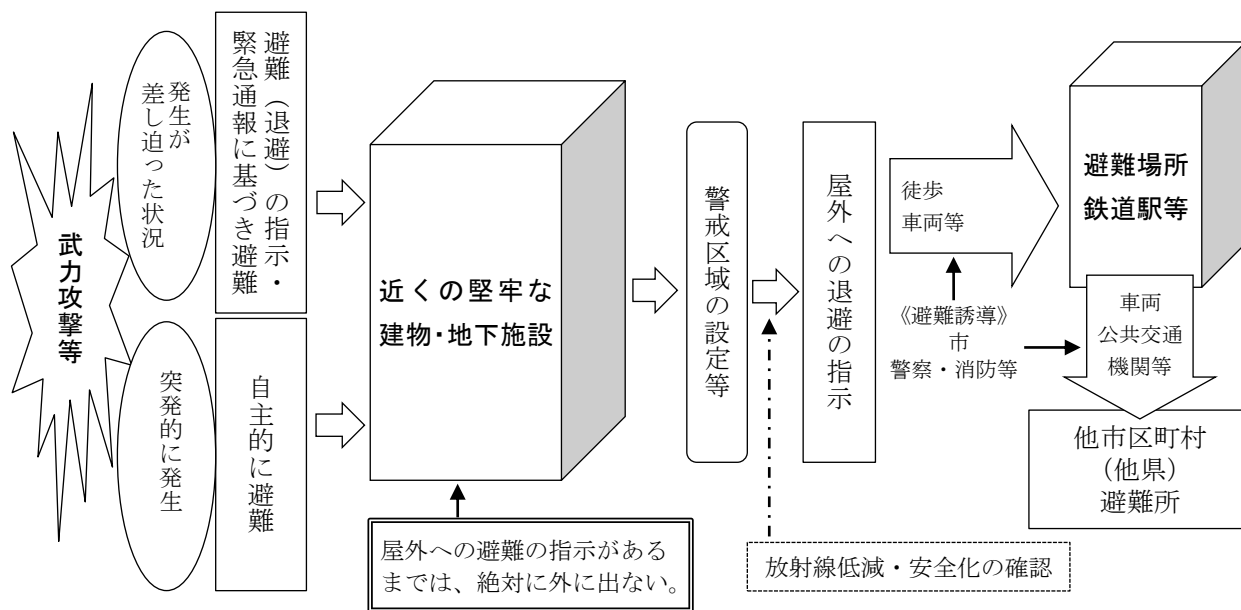 武力攻撃等
発生が
差し迫った状況
避難（退避）の指示・
緊急通報に基づき避難
突発的に発生
自主的に避難
近くの堅牢な
建物・地下施設
屋外への避難の指示がある
までは、絶対に外に出ない。
警戒区域の設定等
放射線低減・安全化の確認
屋外への退避の指示
徒歩
車両等
《避難誘導》
市
警察・消防等
避難場所
鉄道駅等
車両
公共交通
機関等
他市区町村
（他県）
避難所